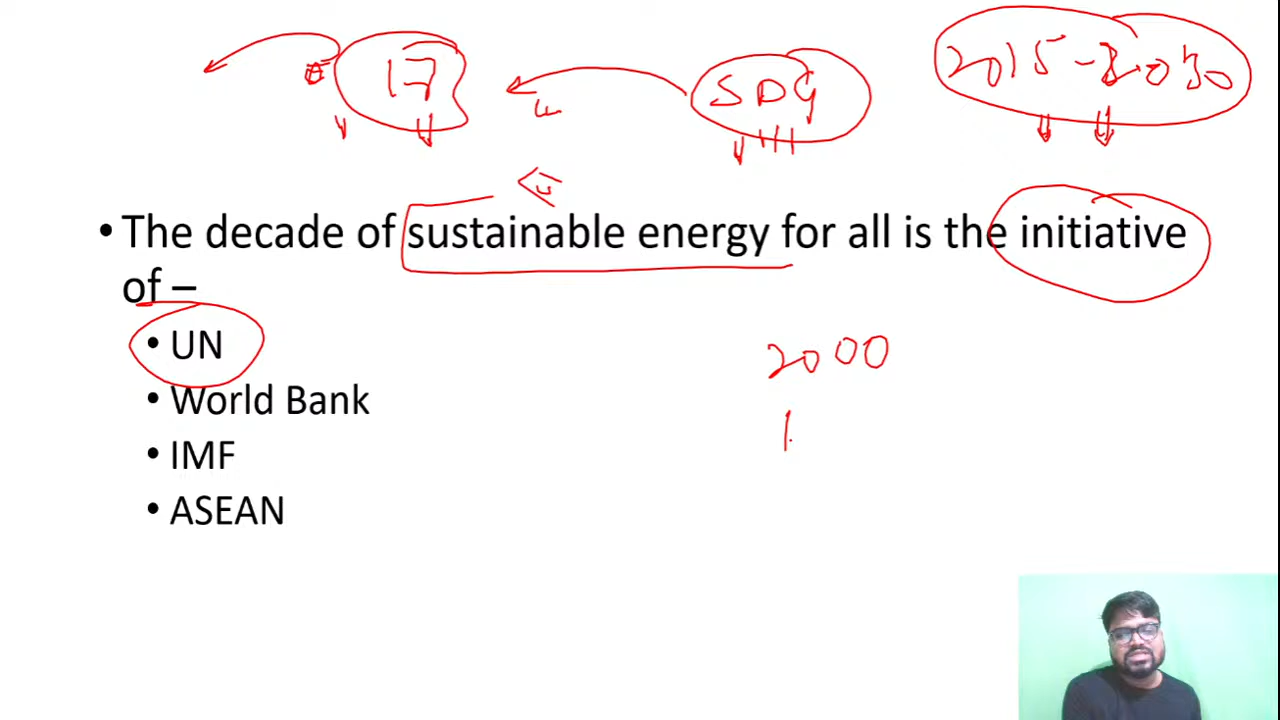 17 SDG 2015-2030
• The decade of sustainable energy for all is the initiative
of –
• UN
• World Bank
• IMF
• ASEAN
2000
1